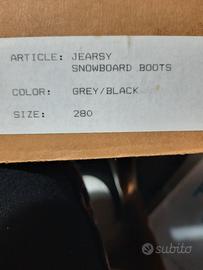 ARTICLE: JEARSY
SNOWBOARD BOOTS
COLOR: GREY/BLACK
SIZE: 280
subito